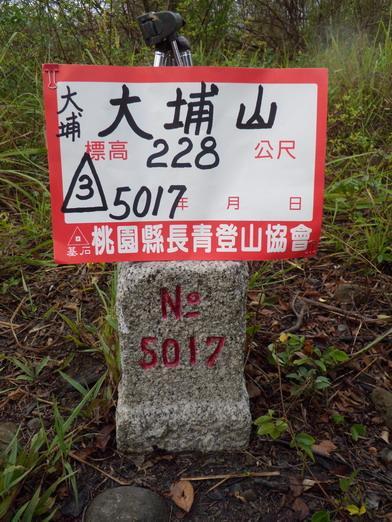 大埔
大埔山
標高 228 公尺
3 5017 年 月 日
基石 桃園縣長青登山協會
No
5017